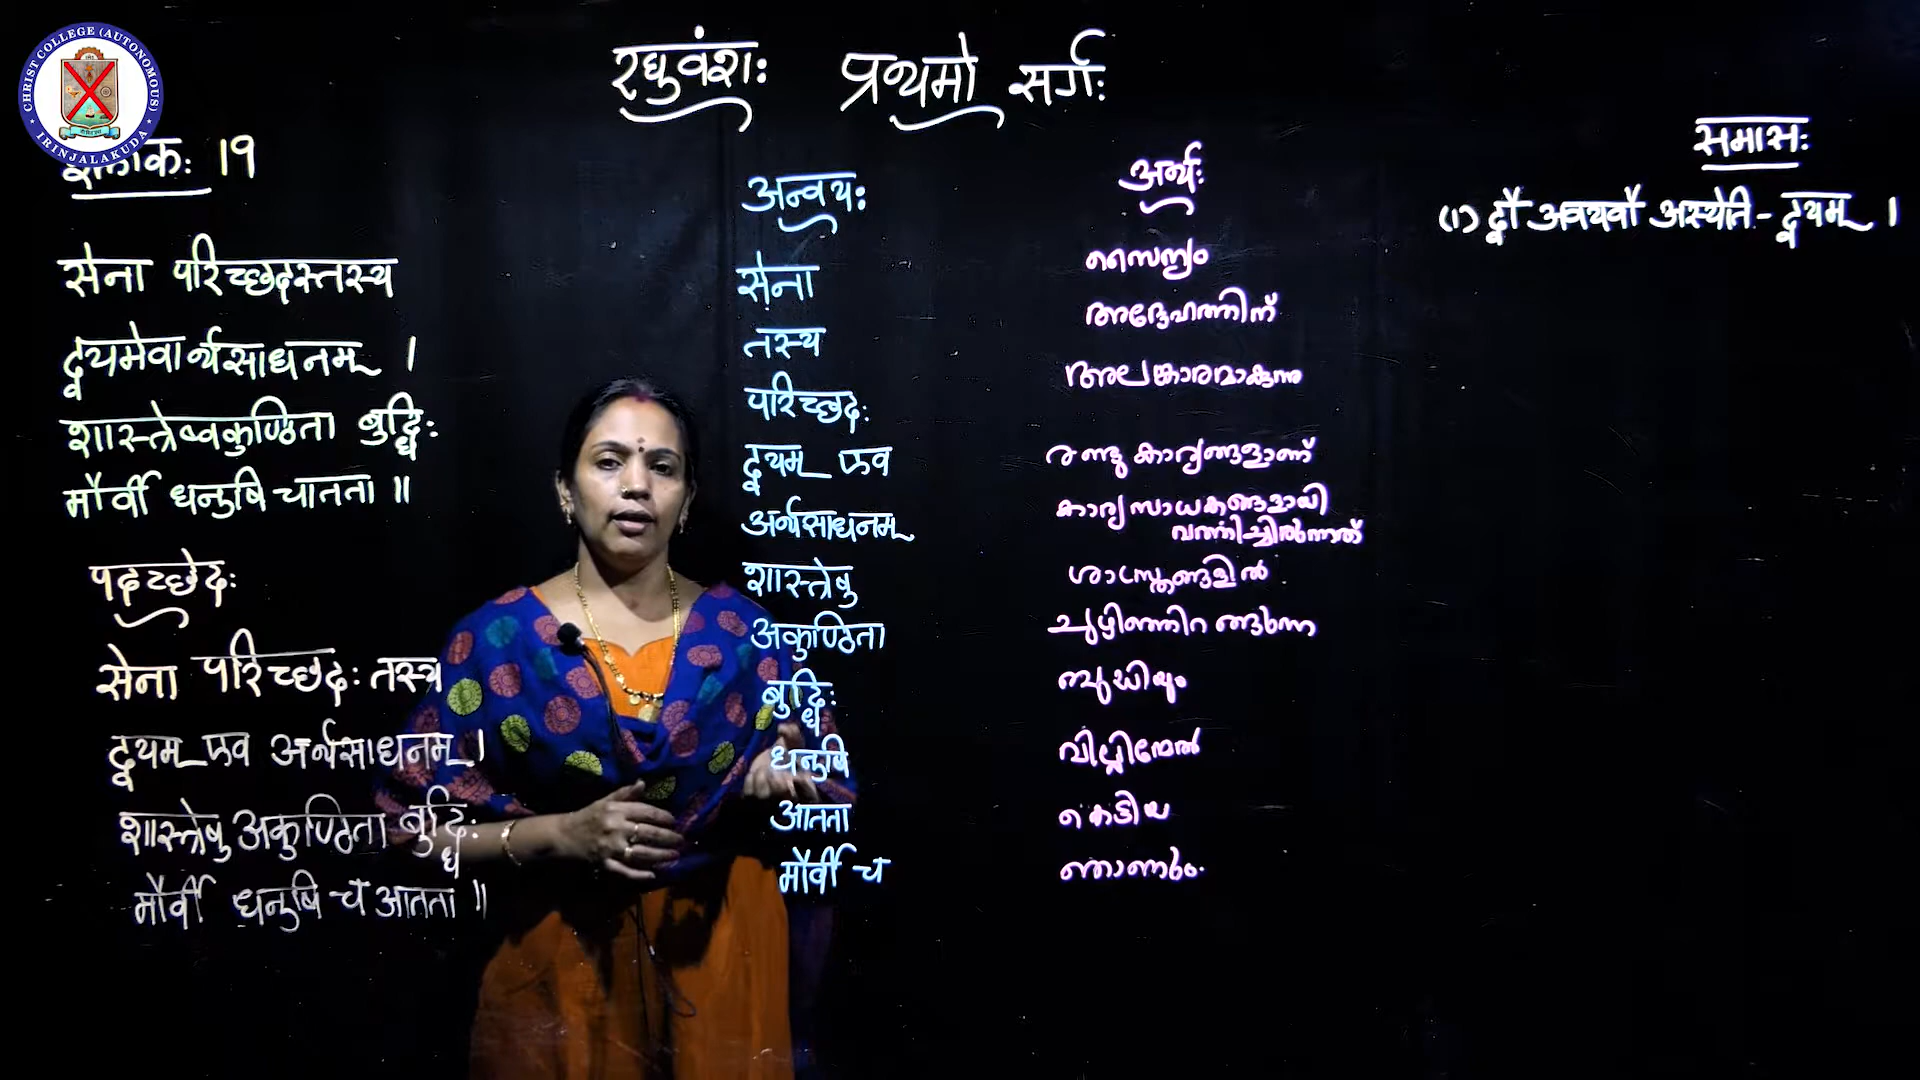 CHRIST COLLEGE (AUTONOMOUS)
IRINJALAKUDA
रघुवंशः प्रथमो सर्गः
श्लोकः 19
सेना परिच्छदस्तस्य
द्वयमेवार्थसाधनम् ।
शास्त्रेष्वकुण्ठिता बुद्धिः
मौर्वी धनुषि चातता ॥
पदच्छेदः
सेना परिच्छदः तस्य
द्वयम् एव अर्थसाधनम् ।
शास्त्रेषु अकुण्ठिता बुद्धिः
मौर्वी धनुषि च आतता ॥
अन्वयः
सेना
तस्य
परिच्छदः
द्वयम् एव
अर्थसाधनम्
शास्त्रेषु
अकुण्ठिता
बुद्धिः
धनुषि
आतता
मौर्वी च
अर्थः
സൈന്യം
അദ്ദേഹത്തിന്
അലങ്കാരമാകുന്നു
രണ്ടു കാര്യങ്ങളാണ്
കാര്യസാധകങ്ങളായി
വന്നിച്ചിരുന്നത്
ശാസ്ത്രങ്ങളിൽ
ചുഴിഞ്ഞിറങ്ങുന്ന
ബുദ്ധിയും
വില്ലിന്മേൽ
കെട്ടിയ
ഞാണും.
समासः
(1) द्वौ अवयवौ अस्येति - द्वयम् ।